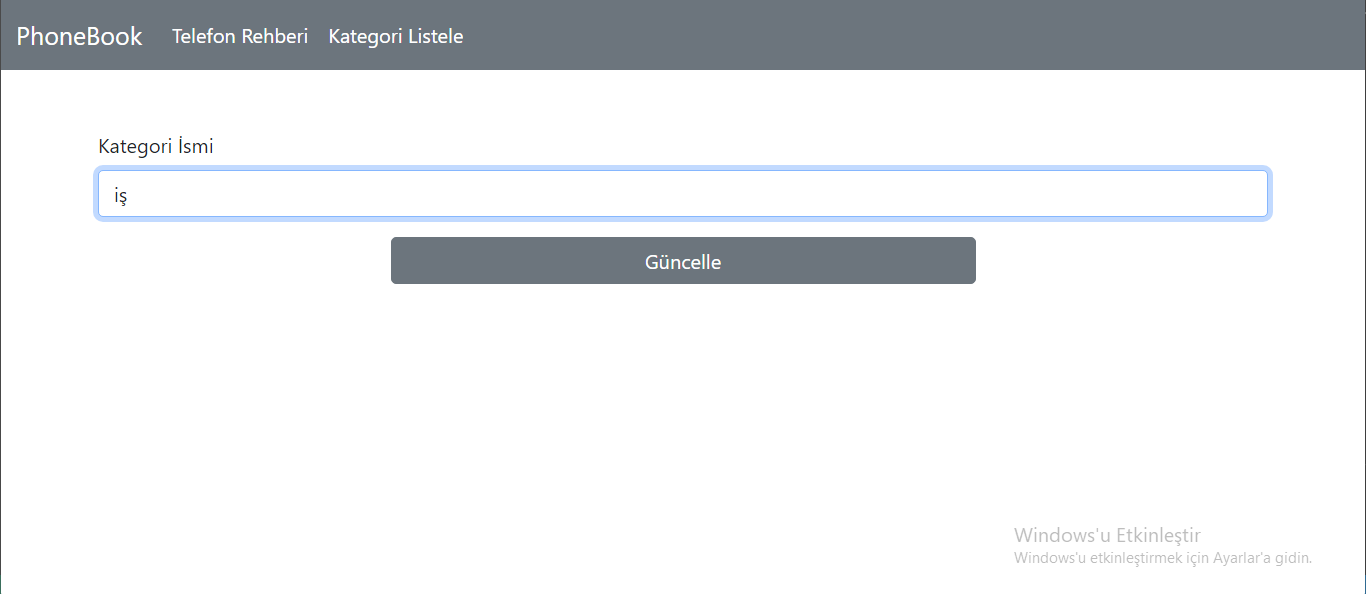 PhoneBook Telefon Rehberi Kategori Listele
Kategori İsmi
iş
Güncelle
Windows'u Etkinleştir
Windows'u etkinleştirmek için Ayarlar'a gidin.